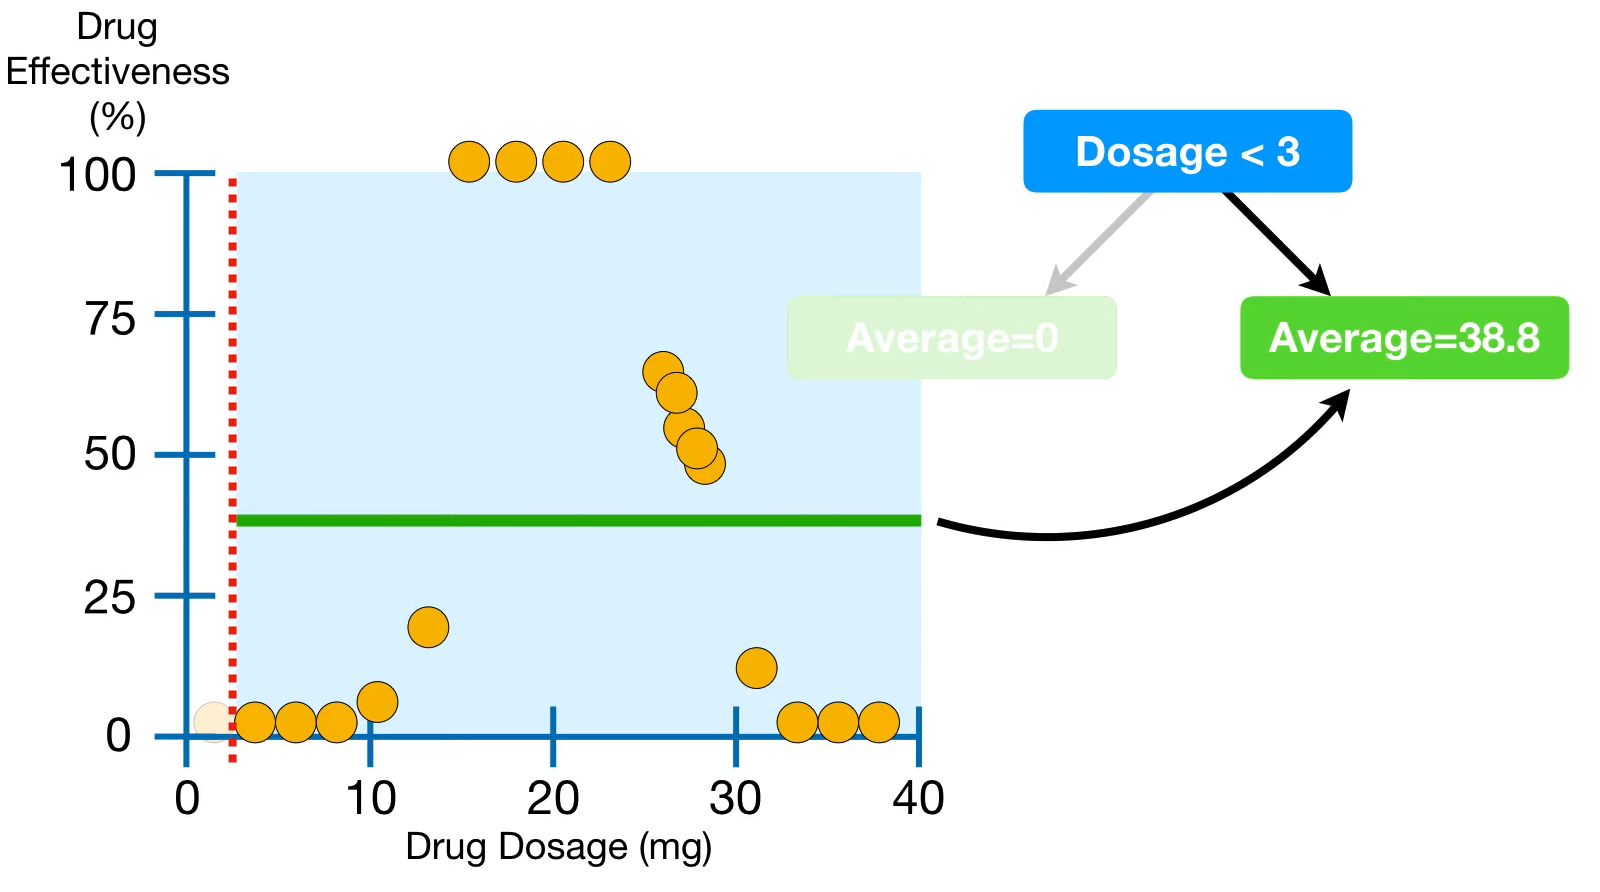 Drug
Effectiveness
(%)
100
75
50
25
0
0 10 20 30 40
Drug Dosage (mg)
Dosage < 3
Average=0
Average=38.8